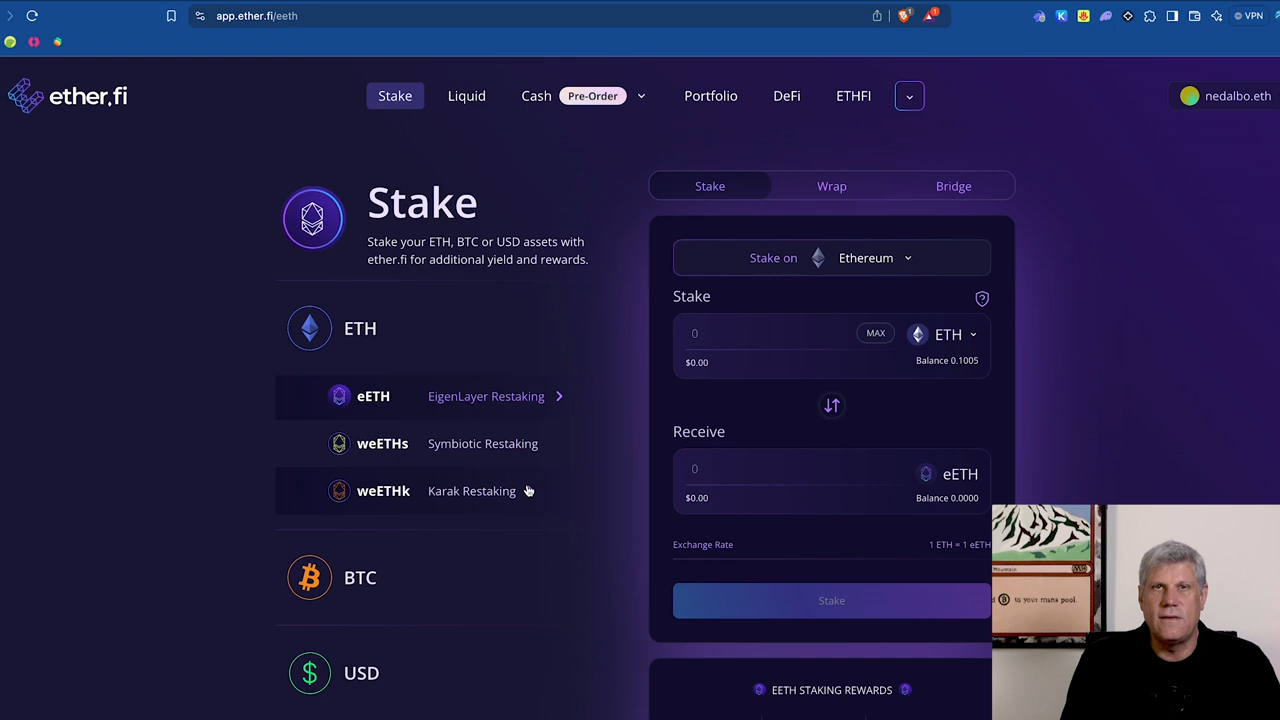 app.ether.fi/eeth
1
1
VPN
ether.fi
Stake
Liquid
Cash
Pre-Order
Portfolio
DeFi
ETHFI
nedalbo.eth
Stake
Stake your ETH, BTC or USD assets with
ether.fi for additional yield and rewards.
ETH
eETH EigenLayer Restaking
weETHs Symbiotic Restaking
weETHk Karak Restaking
BTC
USD
Stake Wrap Bridge
Stake on Ethereum
Stake
0 MAX ETH
$0.00 Balance 0.1005
Receive
0 eETH
$0.00 Balance 0.0000
Exchange Rate 1 ETH = 1 eETH
Stake
EETH STAKING REWARDS
Mountain
d B to your mana pool.